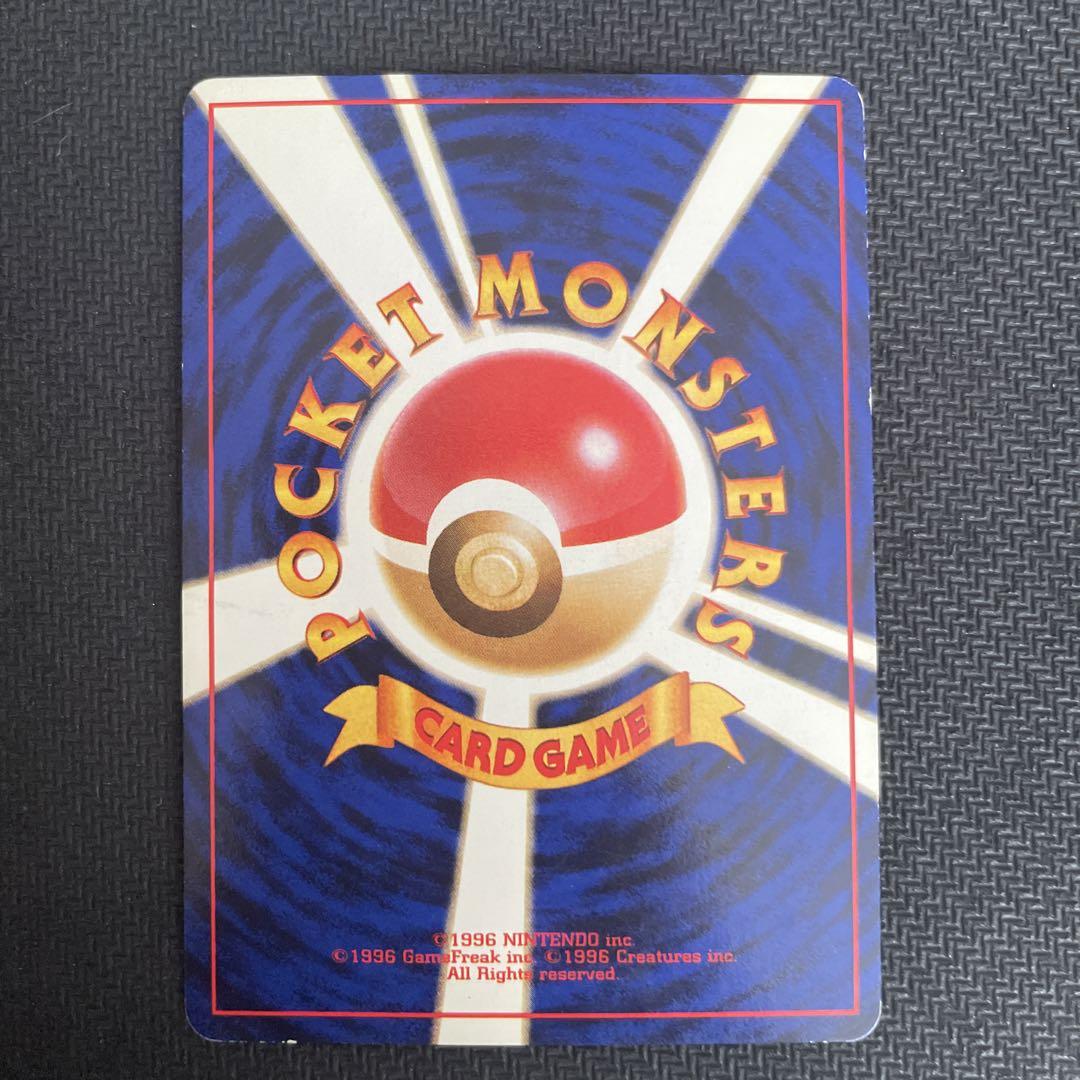 POCKET MONSTERS
CARD GAME
©1996 NINTENDO inc.
©1996 GameFreak inc. ©1996 Creatures inc.
All Rights reserved.